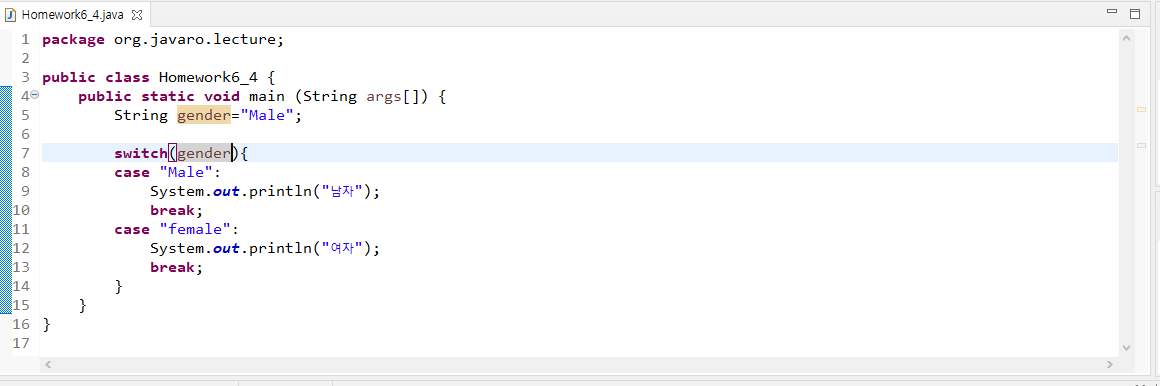 Homework6_4.java
1 package org.javaro.lecture;
2
3 public class Homework6_4 {
4     public static void main (String args[]) {
5         String gender="Male";
6
7         switch(gender){
8         case "Male":
9             System.out.println("남자");
10             break;
11         case "female":
12             System.out.println("여자");
13             break;
14         }
15     }
16 }
17